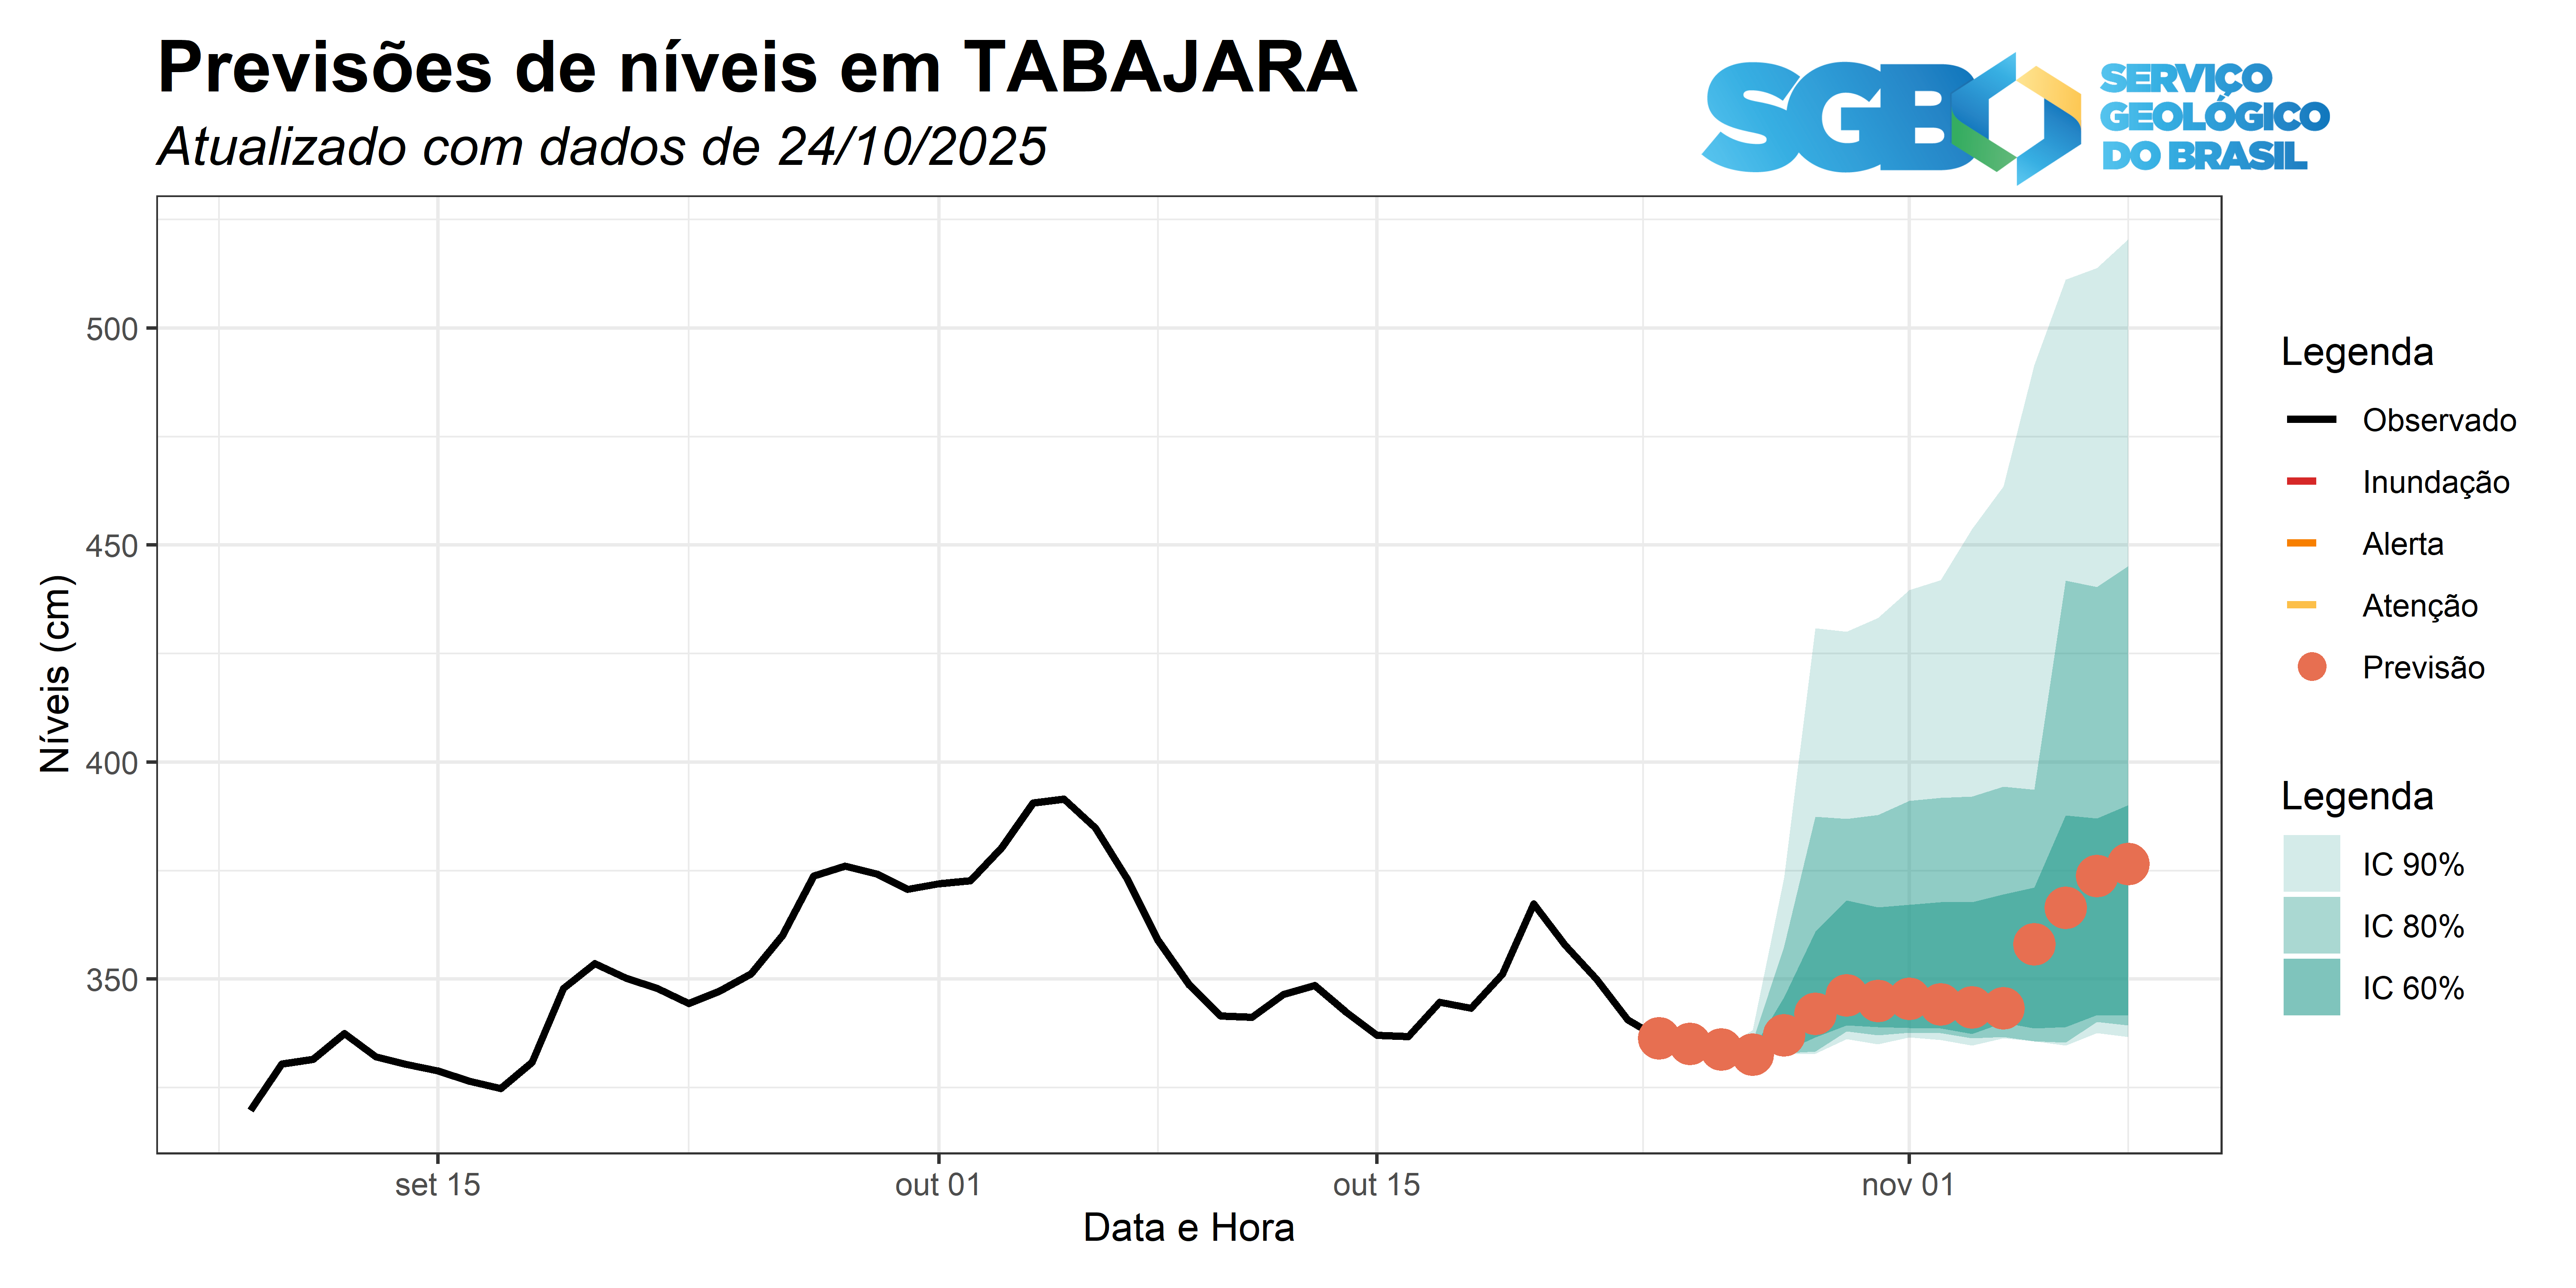 Previsões de níveis em TABAJARA
Atualizado com dados de 24/10/2025
SGB
SERVIÇO
GEOLÓGICO
DO BRASIL
Níveis (cm)
500
450
400
350
set 15
out 01
out 15
nov 01
Data e Hora
Legenda
Observado
Inundação
Alerta
Atenção
Previsão
Legenda
IC 90%
IC 80%
IC 60%